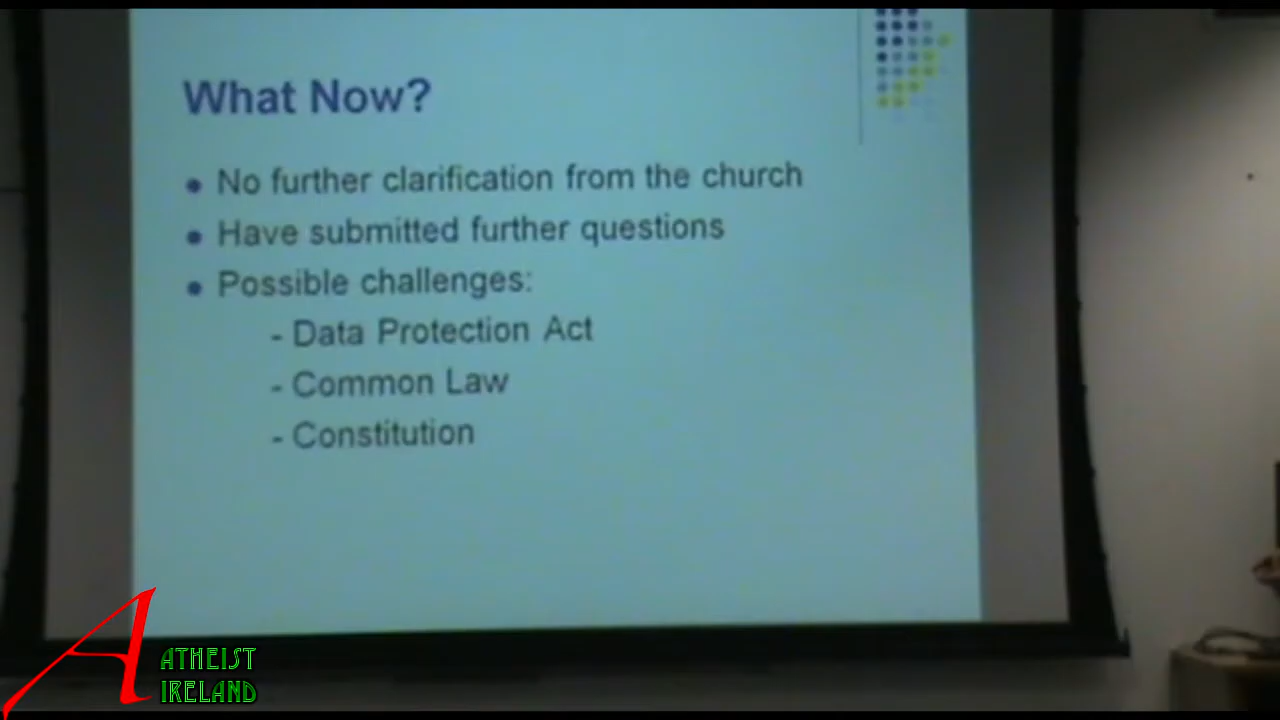 What Now?
No further clarification from the church
Have submitted further questions
Possible challenges:
- Data Protection Act
- Common Law
- Constitution
A ATHEIST
IRELAND